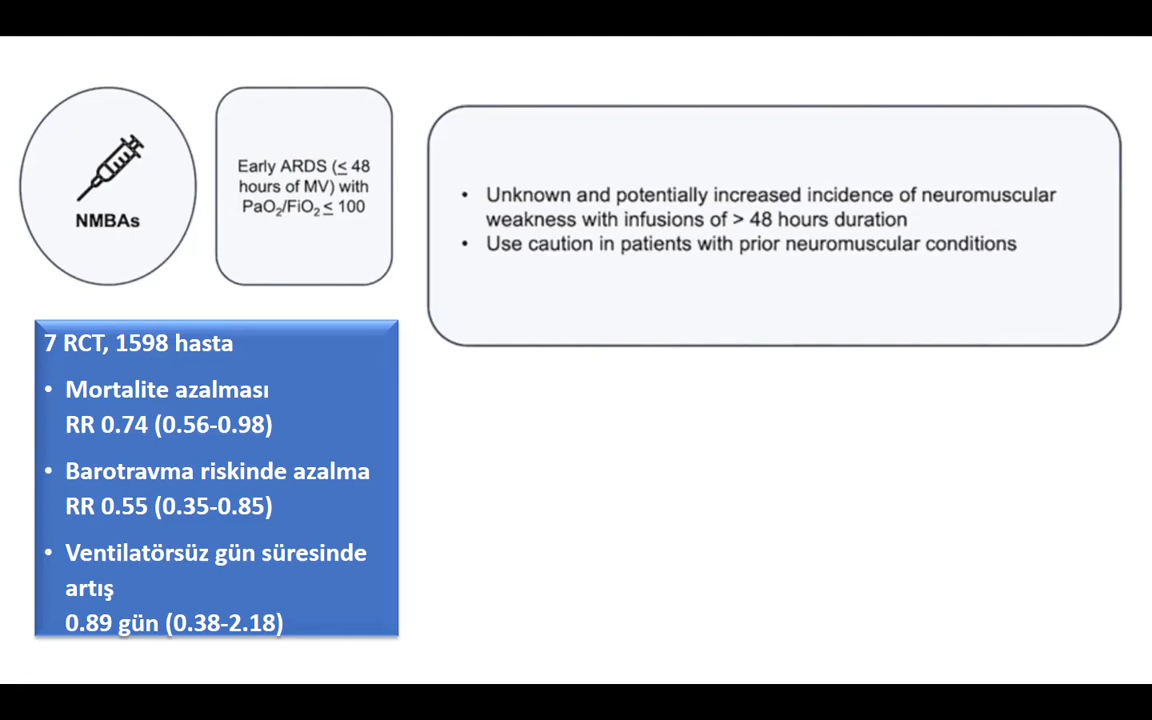 NMBAs
Early ARDS (≤ 48
hours of MV) with
PaO₂/FiO₂ ≤ 100
• Unknown and potentially increased incidence of neuromuscular
weakness with infusions of > 48 hours duration
• Use caution in patients with prior neuromuscular conditions
7 RCT, 1598 hasta
• Mortalite azalması
RR 0.74 (0.56-0.98)
• Barotravma riskinde azalma
RR 0.55 (0.35-0.85)
• Ventilatörsüz gün süresinde
artış
0.89 gün (0.38-2.18)